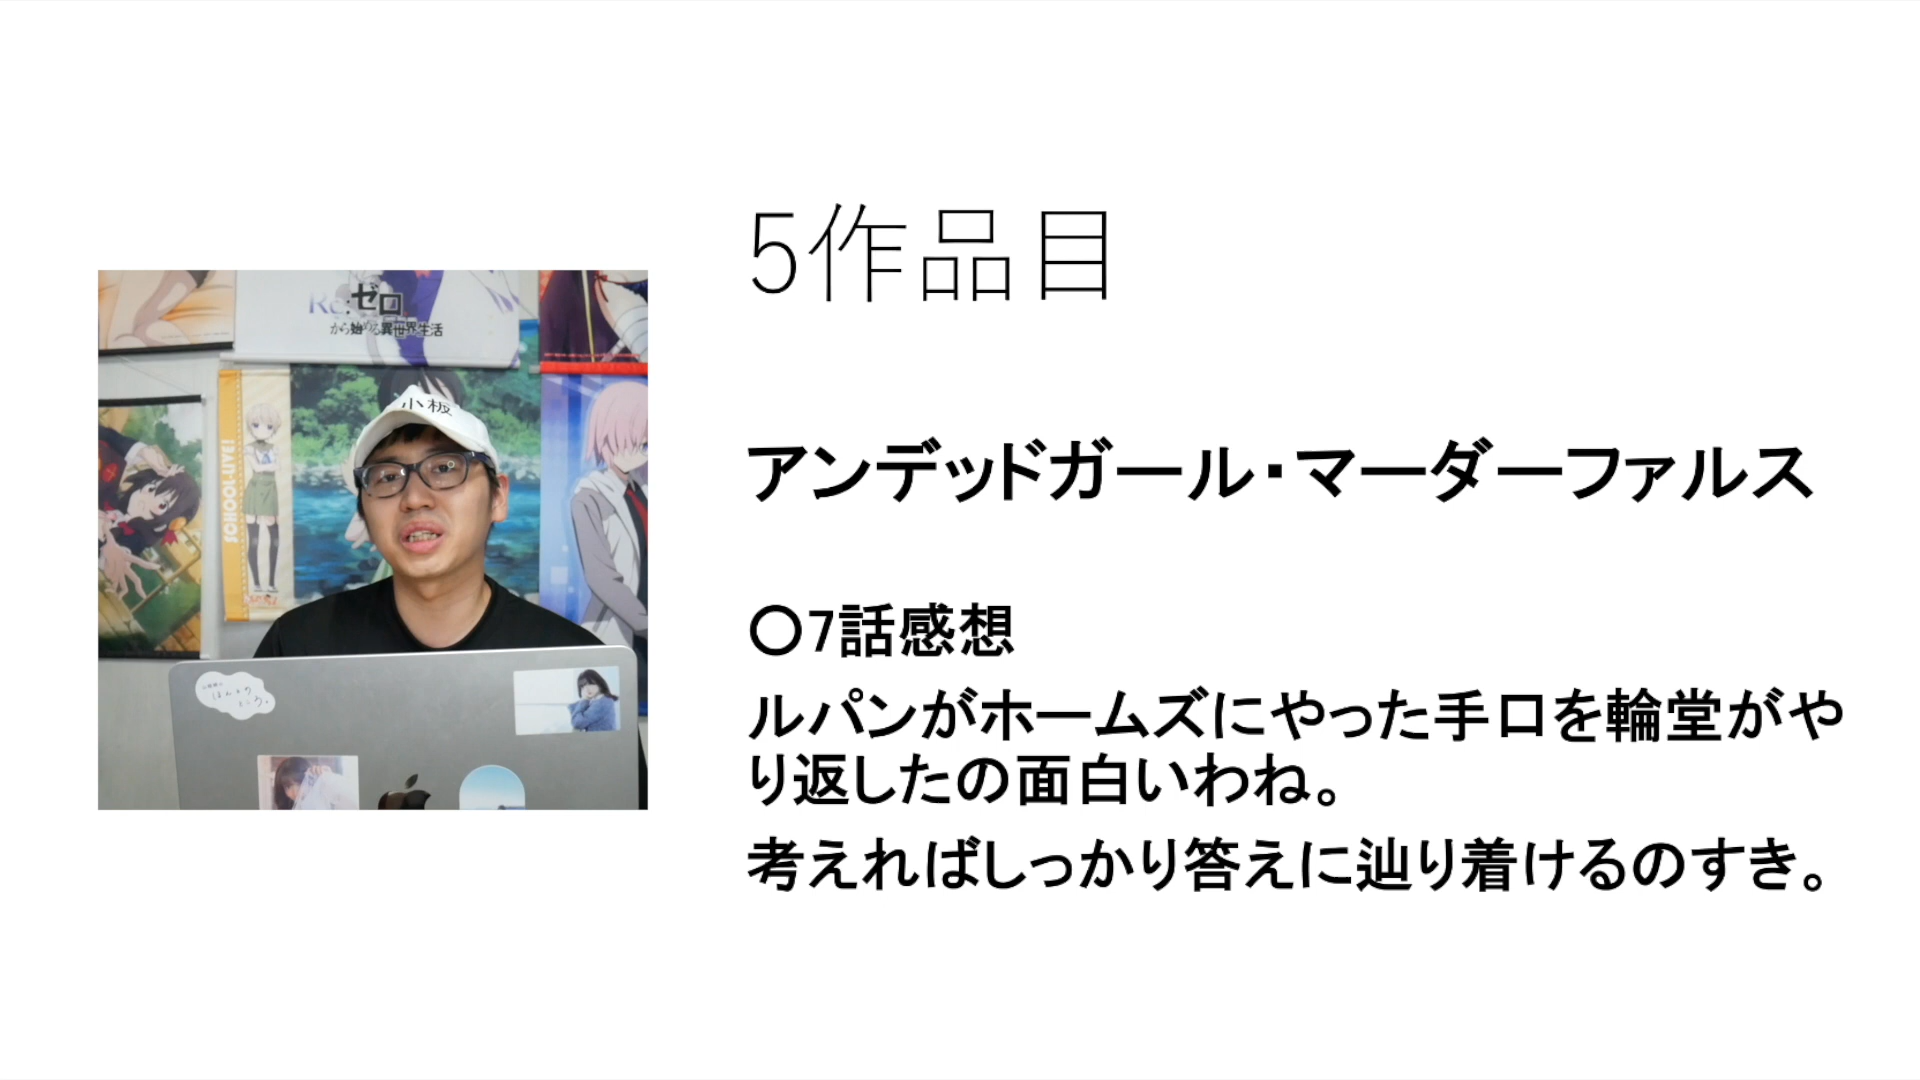 5作品目
アンデッドガール・マーダーファルス
〇7話感想
ルパンがホームズにやった手口を輪堂がや
り返したの面白いわね。
考えればしっかり答えに辿り着けるのすき。
Re:ゼロ
から始める異世界生活
小板
SCHOOL-LIVE!